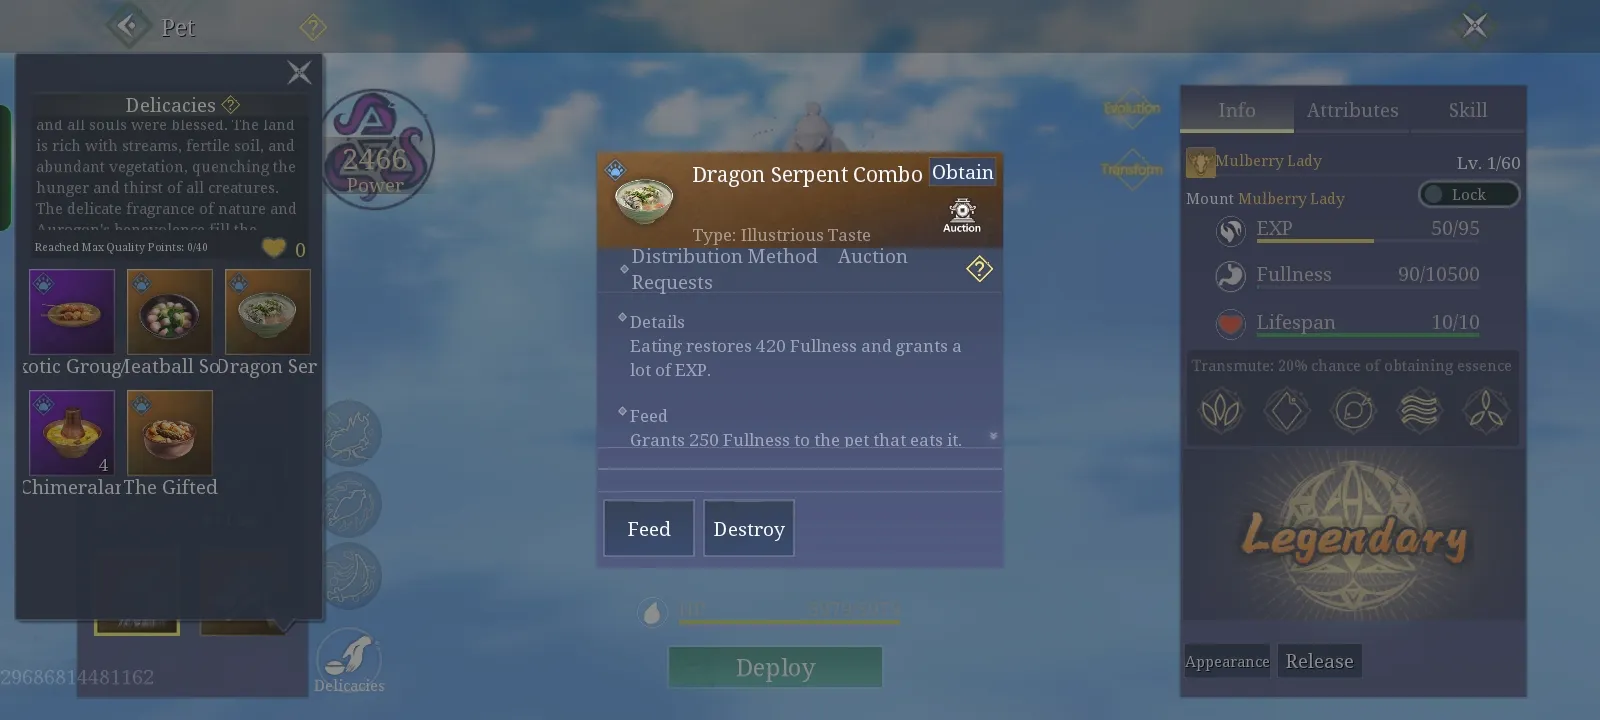 Pet
Delicacies
and all souls were blessed. The land
is rich with streams, fertile soil, and
abundant vegetation, quenching the
hunger and thirst of all creatures.
The delicate fragrance of nature and
Reached Max Quality Points: 0/40
0
xotic Groug
Meatball So
Dragon Ser
4
Chimeralar
The Gifted
29686814481162
2466
Power
Delicacies
Dragon Serpent Combo
Obtain
Auction
Type: Illustrious Taste
Distribution Method Auction
Requests
Details
Eating restores 420 Fullness and grants a
lot of EXP.
Feed
Grants 250 Fullness to the pet that eats it.
Feed
Destroy
Deploy
Evolution
Transform
Info
Attributes
Skill
Mulberry Lady
Lv. 1/60
Mount Mulberry Lady
Lock
EXP 50/95
Fullness 90/10500
Lifespan 10/10
Transmute: 20% chance of obtaining essence
Legendary
Appearance
Release